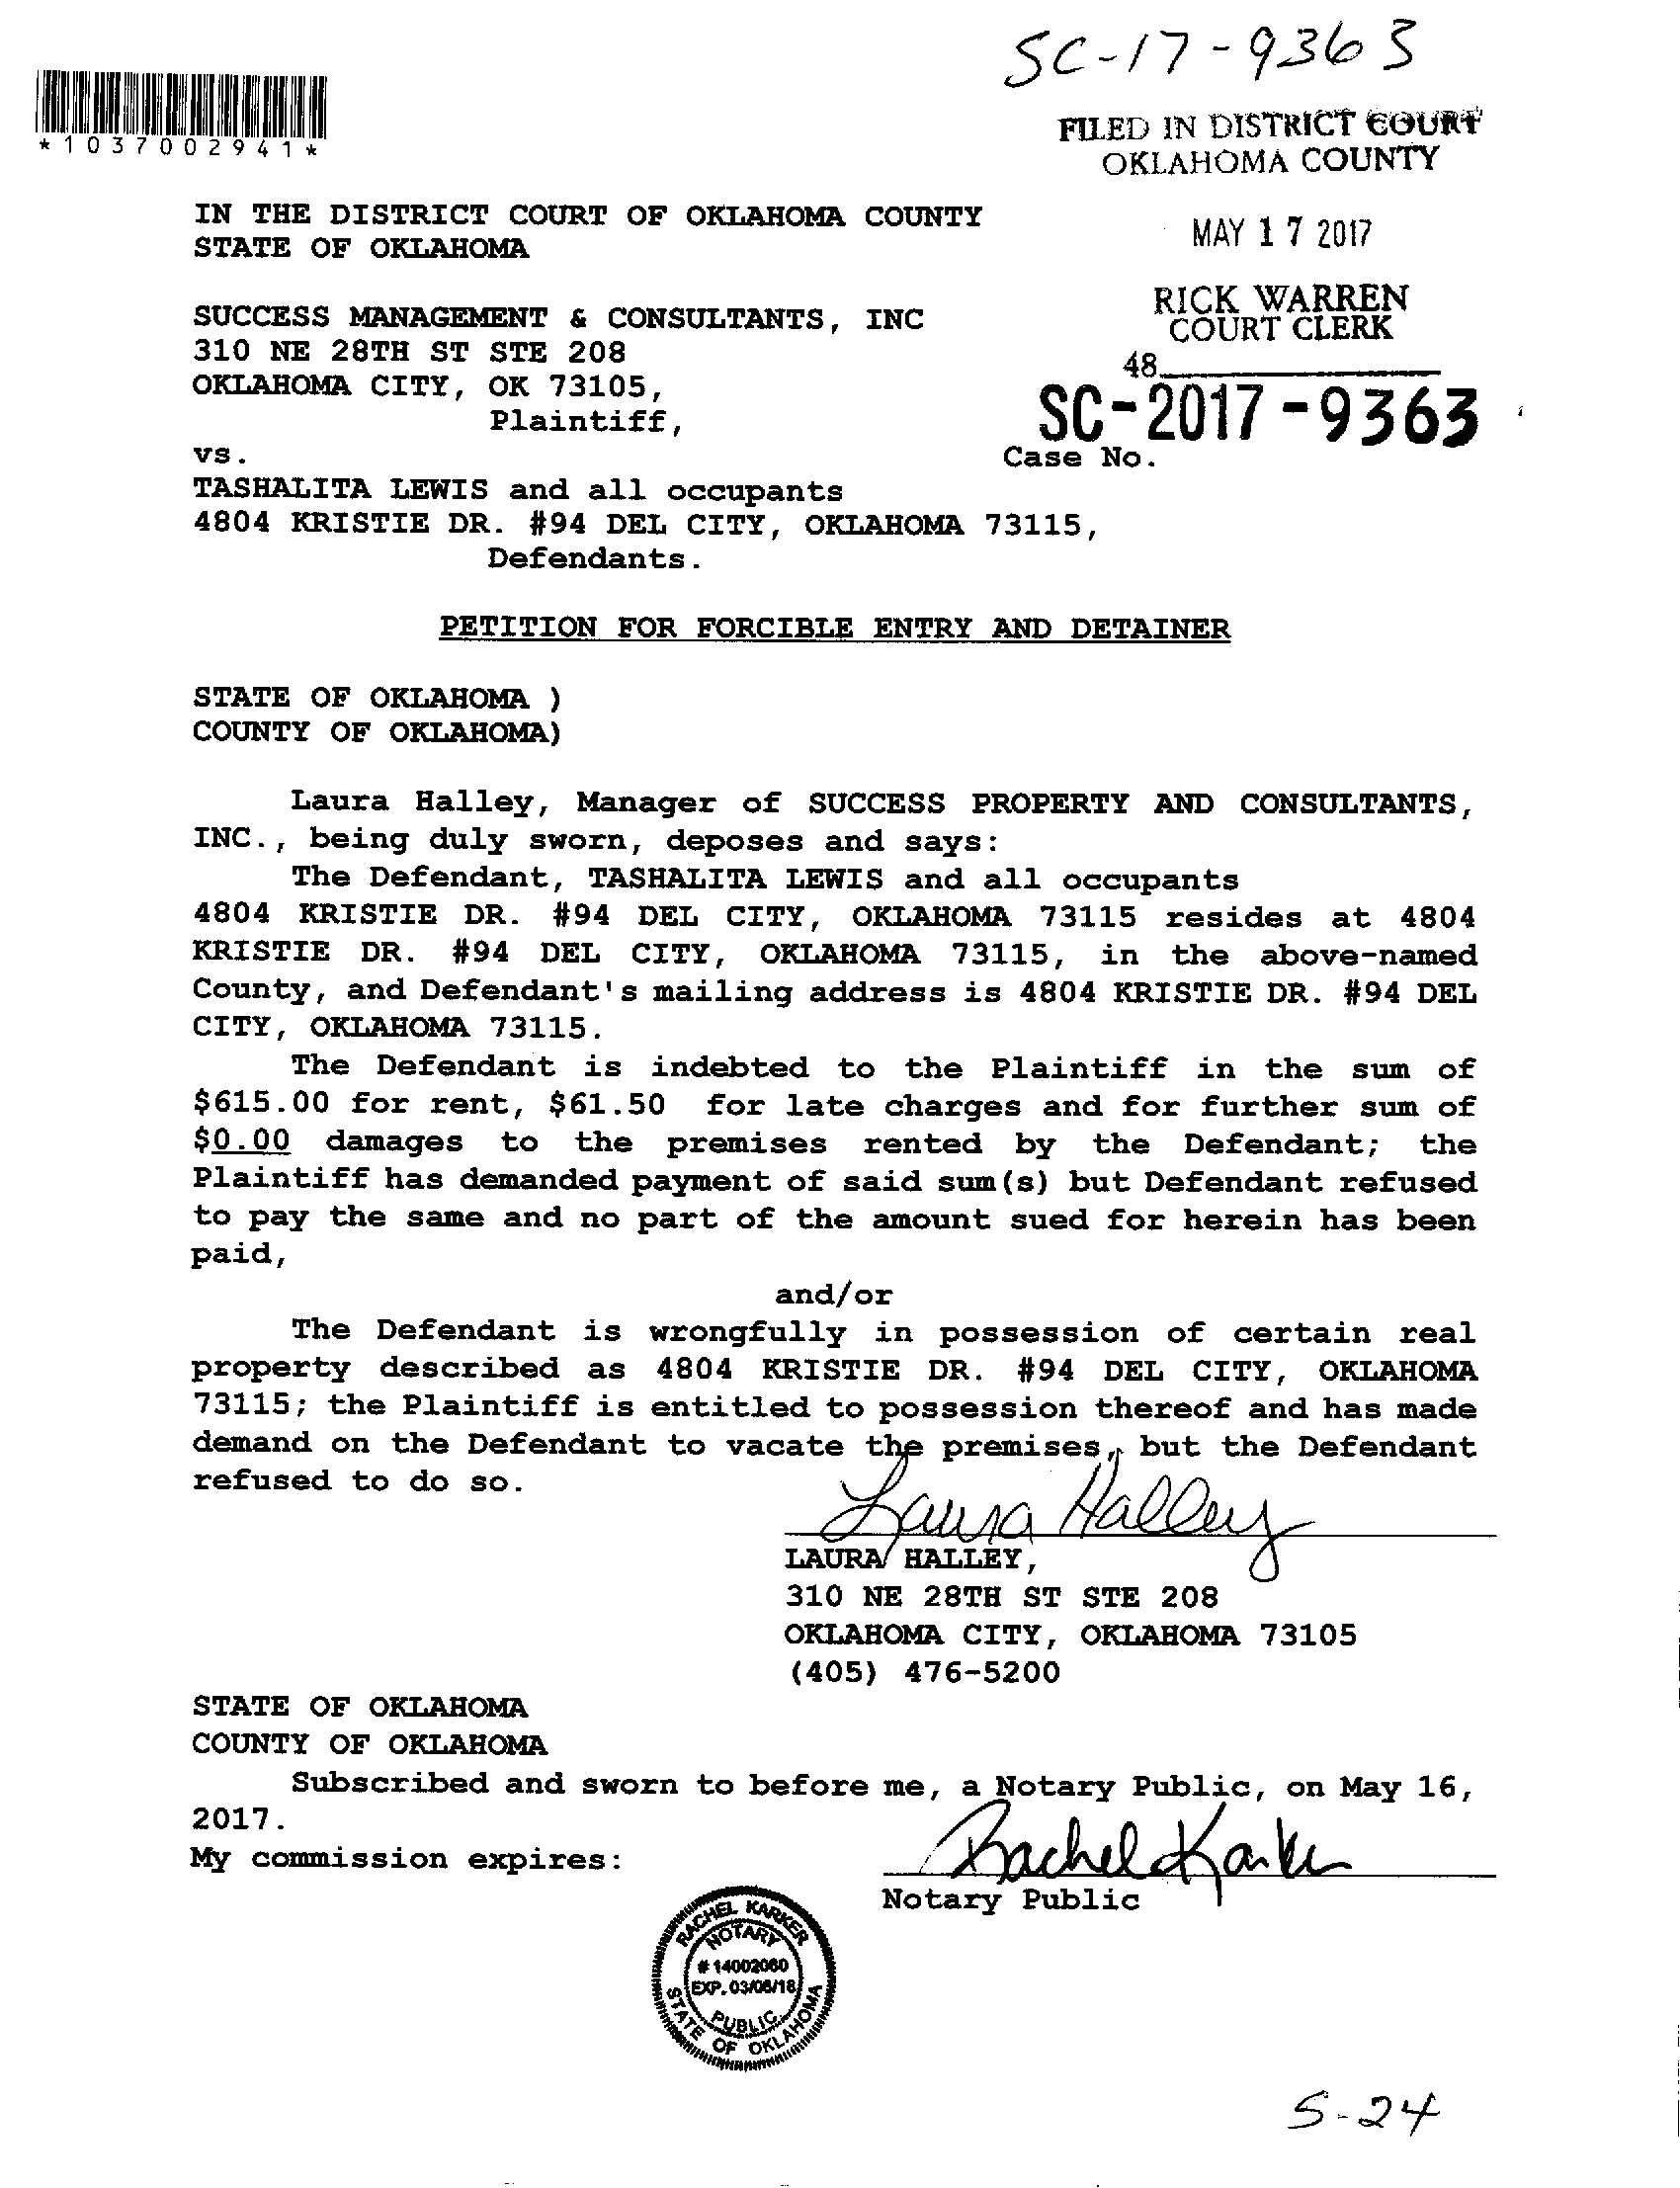 SC-17-9363
*1037002941*
FILED IN DISTRICT COURT
OKLAHOMA COUNTY
IN THE DISTRICT COURT OF OKLAHOMA COUNTY
STATE OF OKLAHOMA
MAY 17 2017
SUCCESS MANAGEMENT & CONSULTANTS, INC
310 NE 28TH ST STE 208
OKLAHOMA CITY, OK 73105,
Plaintiff,
RICK WARREN
COURT CLERK
48
SC-2017-9363
vs.
Case No.
TASHALITA LEWIS and all occupants
4804 KRISTIE DR. #94 DEL CITY, OKLAHOMA 73115,
Defendants.
PETITION FOR FORCIBLE ENTRY AND DETAINER
STATE OF OKLAHOMA )
COUNTY OF OKLAHOMA)
Laura Halley, Manager of SUCCESS PROPERTY AND CONSULTANTS,
INC., being duly sworn, deposes and says:
The Defendant, TASHALITA LEWIS and all occupants
4804 KRISTIE DR. #94 DEL CITY, OKLAHOMA 73115 resides at 4804
KRISTIE DR. #94 DEL CITY, OKLAHOMA 73115, in the above-named
County, and Defendant's mailing address is 4804 KRISTIE DR. #94 DEL
CITY, OKLAHOMA 73115.
The Defendant is indebted to the Plaintiff in the sum of
$615.00 for rent, $61.50 for late charges and for further sum of
$0.00 damages to the premises rented by the Defendant; the
Plaintiff has demanded payment of said sum(s) but Defendant refused
to pay the same and no part of the amount sued for herein has been
paid,
and/or
The Defendant is wrongfully in possession of certain real
property described as 4804 KRISTIE DR. #94 DEL CITY, OKLAHOMA
73115; the Plaintiff is entitled to possession thereof and has made
demand on the Defendant to vacate the premises, but the Defendant
refused to do so.
Laura Halley
LAURA HALLEY,
310 NE 28TH ST STE 208
OKLAHOMA CITY, OKLAHOMA 73105
(405) 476-5200
STATE OF OKLAHOMA
COUNTY OF OKLAHOMA
Subscribed and sworn to before me, a Notary Public, on May 16,
2017.
My commission expires:
Rachel Karker
Notary Public
RACHEL KARKER
NOTARY
# 14002060
EXP. 03/06/18
PUBLIC
STATE OF OKLAHOMA
5-24